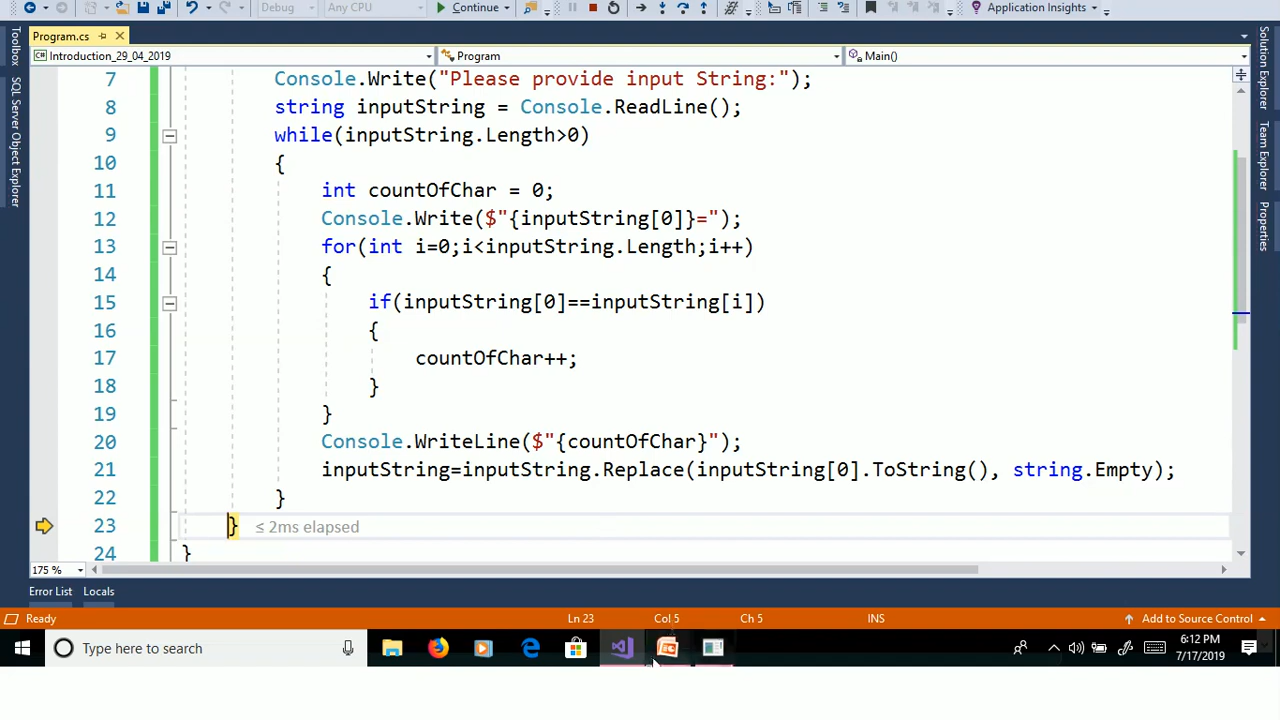 Debug Any CPU Continue Application Insights
Program.cs
Introduction_29_04_2019 Program Main()
Toolbox
SQL Server Object Explorer
7 Console.Write("Please provide input String:");
8 string inputString = Console.ReadLine();
9 while(inputString.Length>0)
10 {
11 int countOfChar = 0;
12 Console.Write($"{inputString[0]}=");
13 for(int i=0;i<inputString.Length;i++)
14 {
15 if(inputString[0]==inputString[i])
16 {
17 countOfChar++;
18 }
19 }
20 Console.WriteLine($"{countOfChar}");
21 inputString=inputString.Replace(inputString[0].ToString(), string.Empty);
22 }
23 } ≤ 2ms elapsed
24 }
Solution Explorer
Team Explorer
Properties
175 %
Error List Locals
Ready Ln 23 Col 5 Ch 5 INS Add to Source Control
Type here to search
6:12 PM
7/17/2019